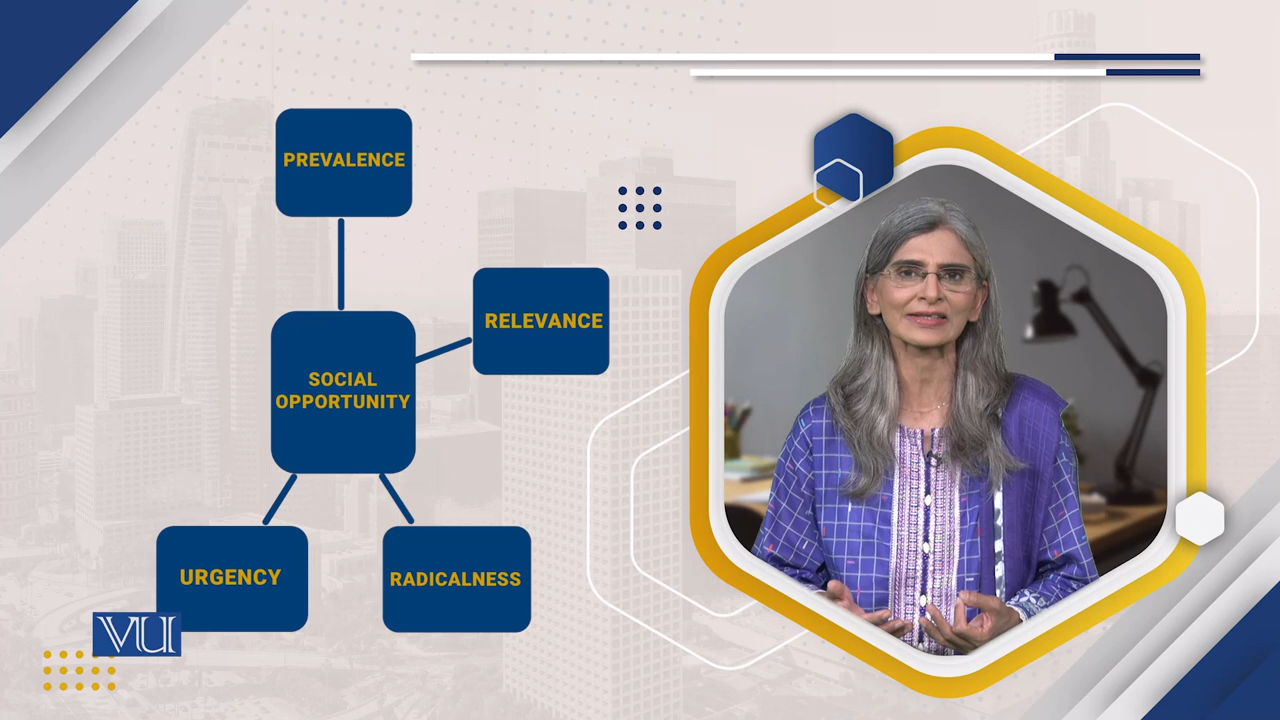 PREVALENCE
RELEVANCE
SOCIAL
OPPORTUNITY
URGENCY
RADICALNESS
VU